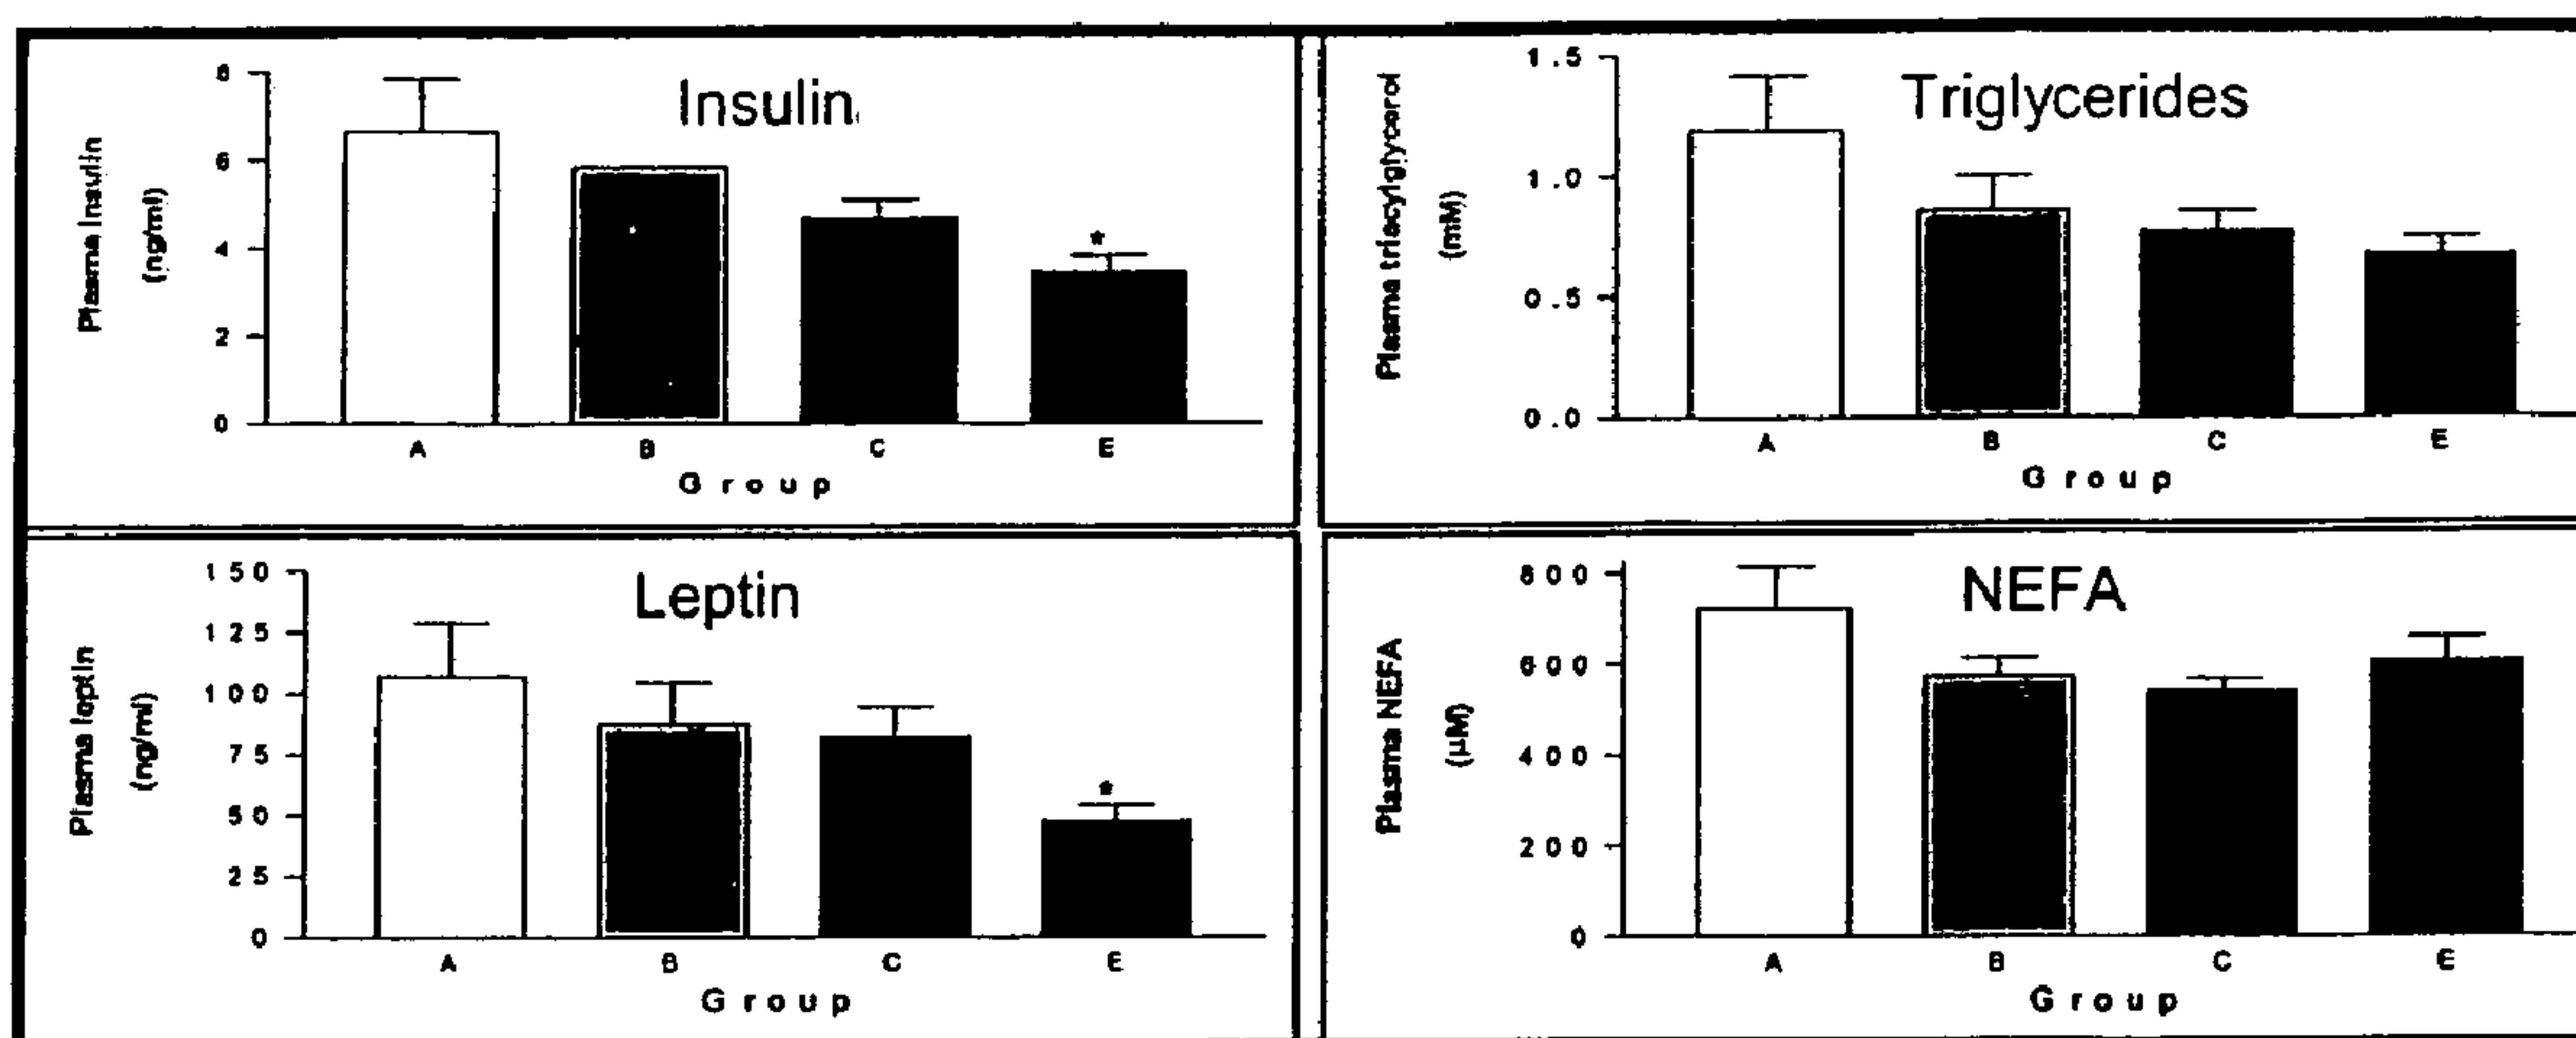 Insulin
Plasma Insulin
(ng/ml)
8
6
4
2
0
*
A B C E
Group
Triglycerides
Plasma triacylglycerol
(mM)
1.5
1.0
0.5
0.0
A B C E
Group
Leptin
Plasma leptin
(ng/ml)
150
125
100
75
50
25
0
*
A B C E
Group
NEFA
Plasma NEFA
(µM)
800
600
400
200
0
A B C E
Group